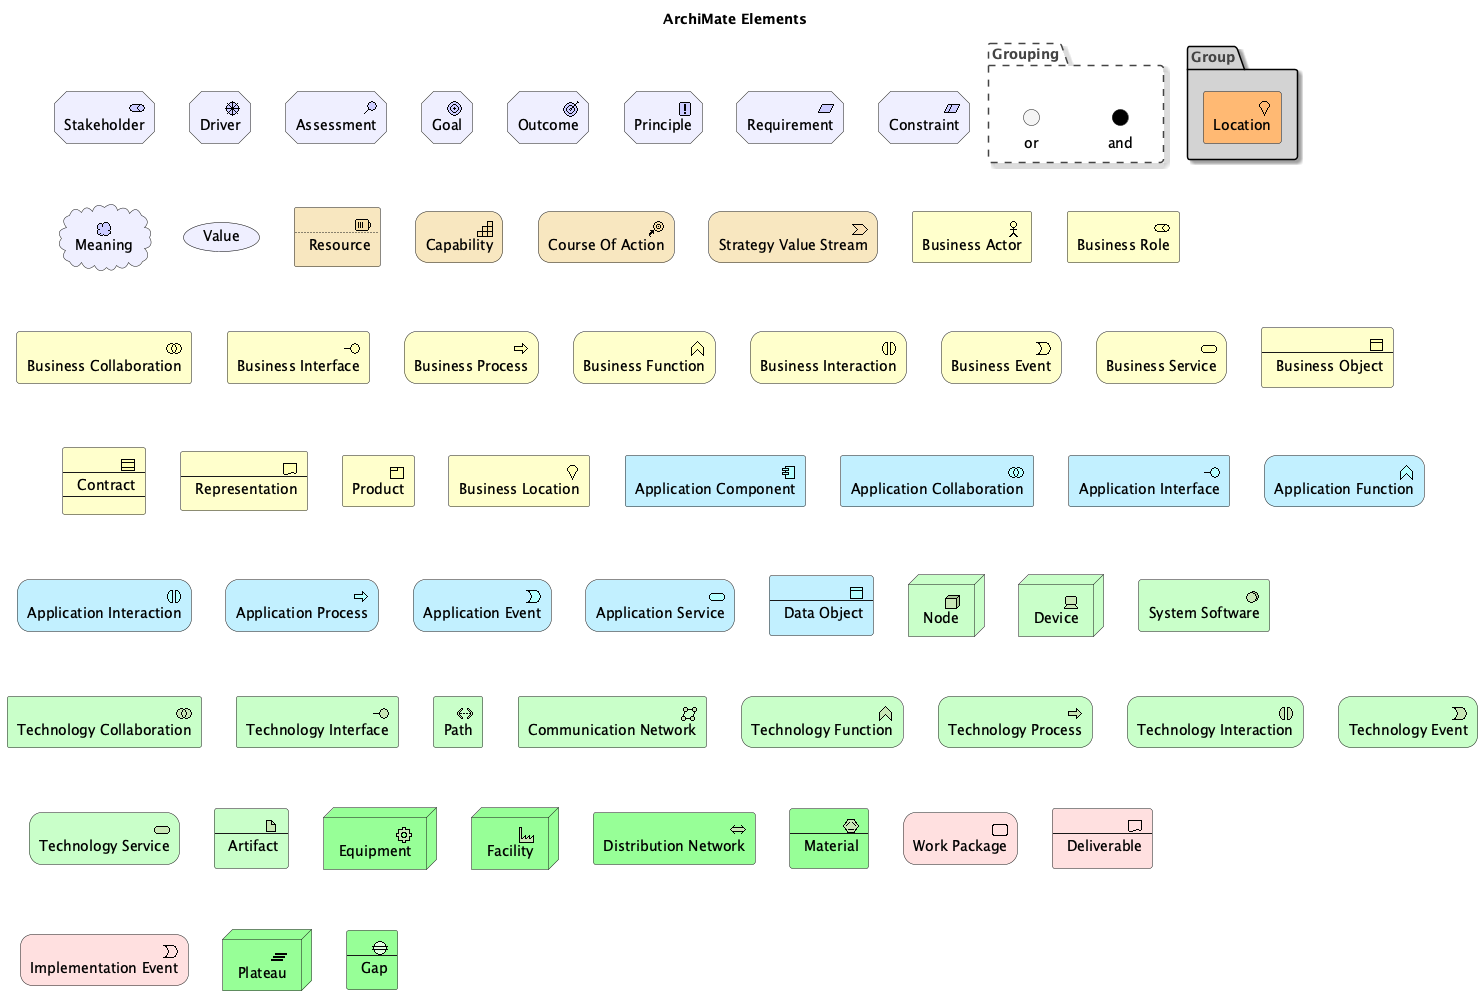 ArchiMate Elements
Grouping
Group
Stakeholder
Driver
Assessment
Goal
Outcome
Principle
Requirement
Constraint
or
and
Location
Meaning
Value
Resource
Capability
Course Of Action
Strategy Value Stream
Business Actor
Business Role
Business Collaboration
Business Interface
Business Process
Business Function
Business Interaction
Business Event
Business Service
Business Object
Contract
Representation
Product
Business Location
Application Component
Application Collaboration
Application Interface
Application Function
Application Interaction
Application Process
Application Event
Application Service
Data Object
Node
Device
System Software
Technology Collaboration
Technology Interface
Path
Communication Network
Technology Function
Technology Process
Technology Interaction
Technology Event
Technology Service
Artifact
Equipment
Facility
Distribution Network
Material
Work Package
Deliverable
Implementation Event
Plateau
Gap